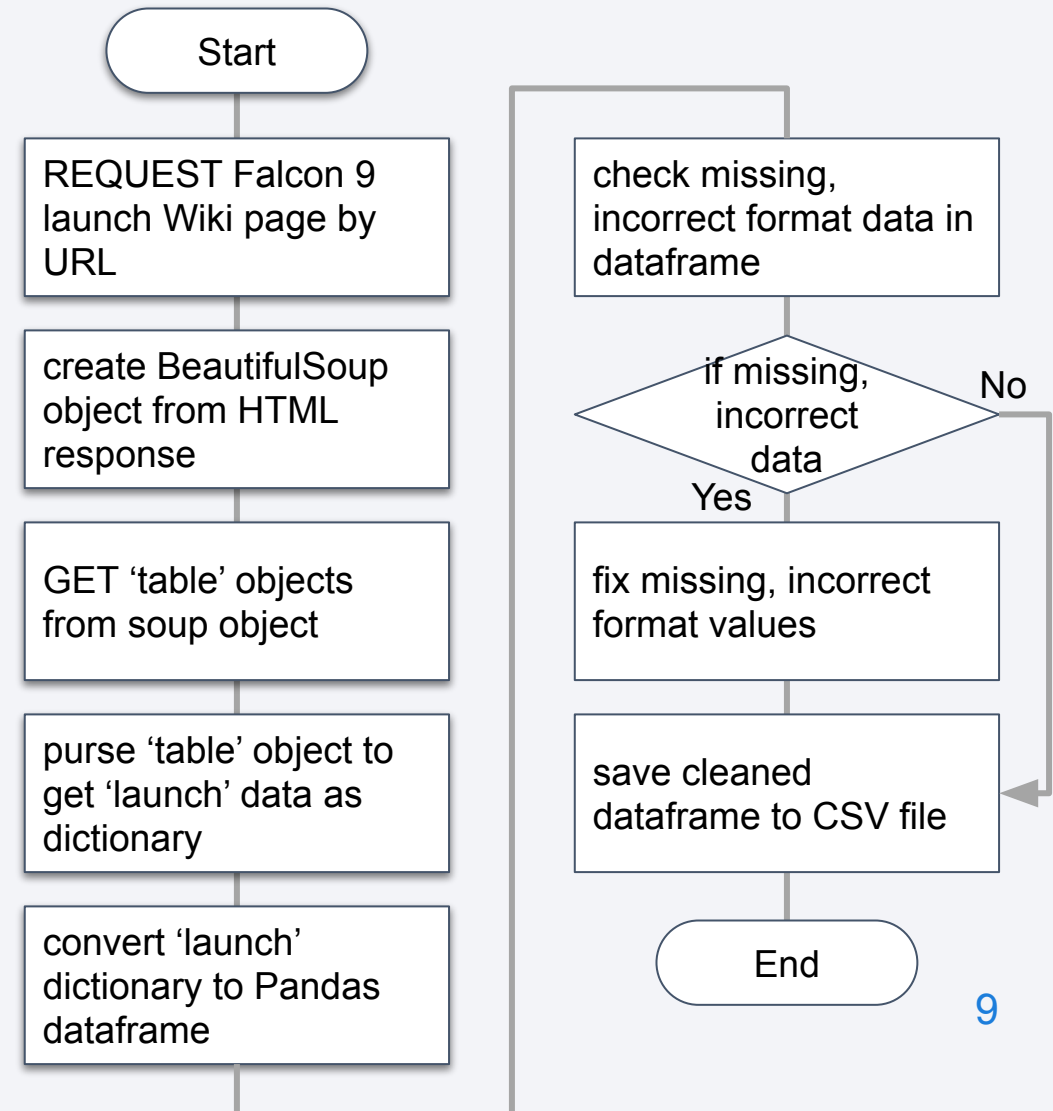 Start
REQUEST Falcon 9
launch Wiki page by
URL
create BeautifulSoup
object from HTML
response
GET ‘table’ objects
from soup object
purse ‘table’ object to
get ‘launch’ data as
dictionary
convert ‘launch’
dictionary to Pandas
dataframe
check missing,
incorrect format data in
dataframe
if missing,
incorrect
data
No
Yes
fix missing, incorrect
format values
save cleaned
dataframe to CSV file
End
9